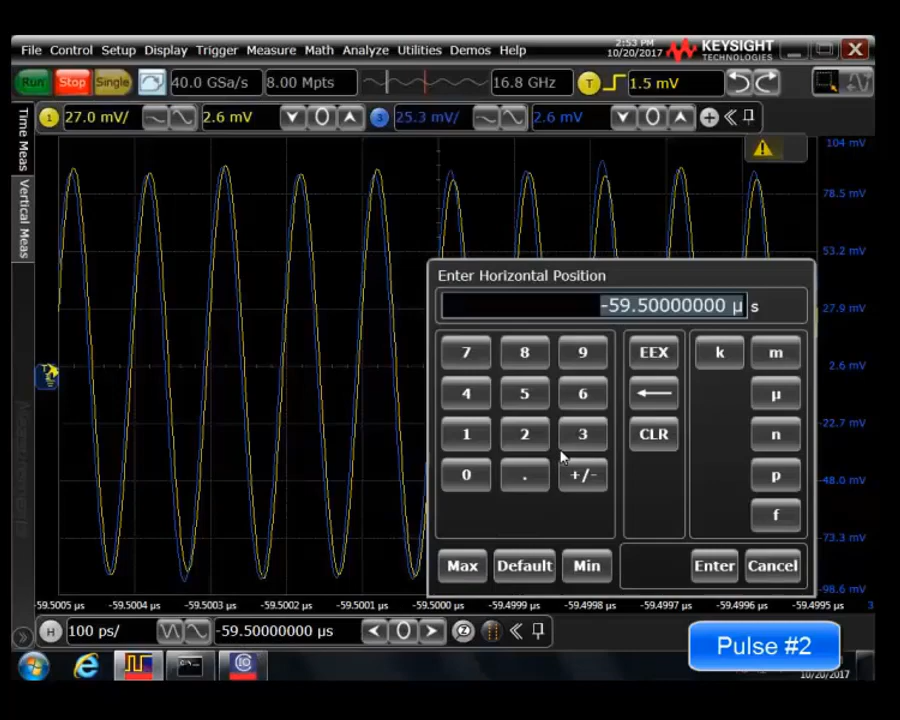 File Control Setup Display Trigger Measure Math Analyze Utilities Demos Help
2:53 PM
10/20/2017
KEYSIGHT
TECHNOLOGIES
Run Stop Single 40.0 GSa/s 8.00 Mpts 16.8 GHz T 1.5 mV
1 27.0 mV/ 2.6 mV 0 3 25.3 mV/ 2.6 mV 0
Time Meas
Vertical Meas
104 mV
78.5 mV
53.2 mV
27.9 mV
2.6 mV
-22.7 mV
-48.0 mV
-73.3 mV
-98.6 mV
Enter Horizontal Position
-59.50000000 µ s
7 8 9 EEX k m
4 5 6 µ
1 2 3 CLR n
0 . +/- p
f
Max Default Min Enter Cancel
-59.5005 µs -59.5004 µs -59.5003 µs -59.5002 µs -59.5001 µs -59.5000 µs -59.4999 µs -59.4998 µs -59.4997 µs -59.4996 µs -59.4995 µs 3
H 100 ps/ -59.50000000 µs 0 Z
Pulse #2
10/20/2017